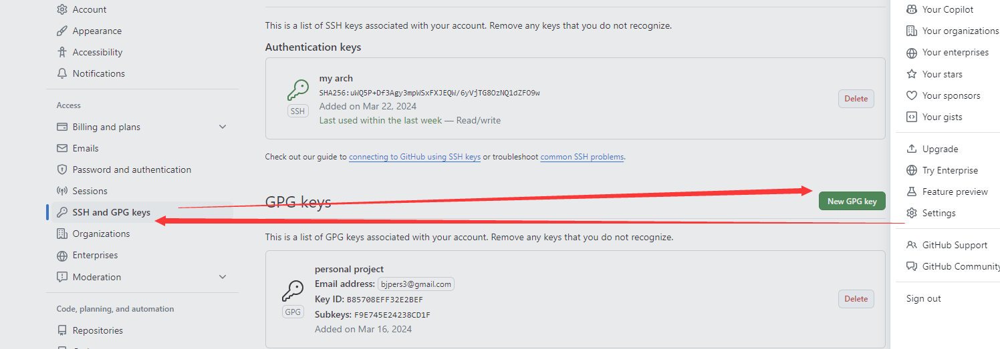 Account
Appearance
Accessibility
Notifications
Access
Billing and plans
Emails
Password and authentication
Sessions
SSH and GPG keys
Organizations
Enterprises
Moderation
Code, planning, and automation
Repositories
This is a list of SSH keys associated with your account. Remove any keys that you do not recognize.
Authentication keys
my arch
SHA256:uWQ5P+Df3Agy3mpWSxFXJEQW/6yVjTG8OzNQ1dZFO9w
SSH
Added on Mar 22, 2024
Last used within the last week — Read/write
Delete
Check out our guide to connecting to GitHub using SSH keys or troubleshoot common SSH problems.
GPG keys
New GPG key
This is a list of GPG keys associated with your account. Remove any keys that you do not recognize.
personal project
Email address: bjpers3@gmail.com
Key ID: B85708EFF32E2BEF
GPG
Subkeys: F9E745E24238CD1F
Added on Mar 16, 2024
Delete
Your Copilot
Your organizations
Your enterprises
Your stars
Your sponsors
Your gists
Upgrade
Try Enterprise
Feature preview
Settings
GitHub Support
GitHub Community
Sign out